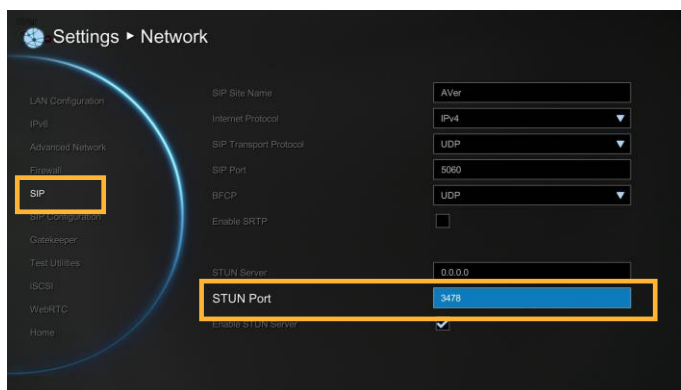 Settings ► Network
LAN Configuration
IPv6
Advanced Network
Firewall
SIP
SIP Configuration
Gatekeeper
Test Utilities
iSCSI
WebRTC
Home
SIP Site Name AVer
Internet Protocol IPv4
SIP Transport Protocol UDP
SIP Port 5060
BFCP UDP
Enable SRTP
STUN Server 0.0.0.0
STUN Port 3478
Enable STUN Server